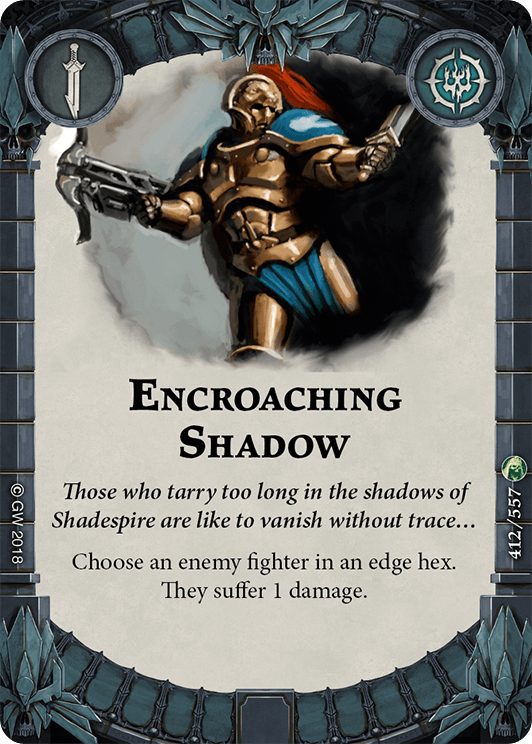 Encroaching
Shadow
Those who tarry too long in the shadows of
Shadespire are like to vanish without trace…
Choose an enemy fighter in an edge hex.
They suffer 1 damage.
© GW 2018
412/557